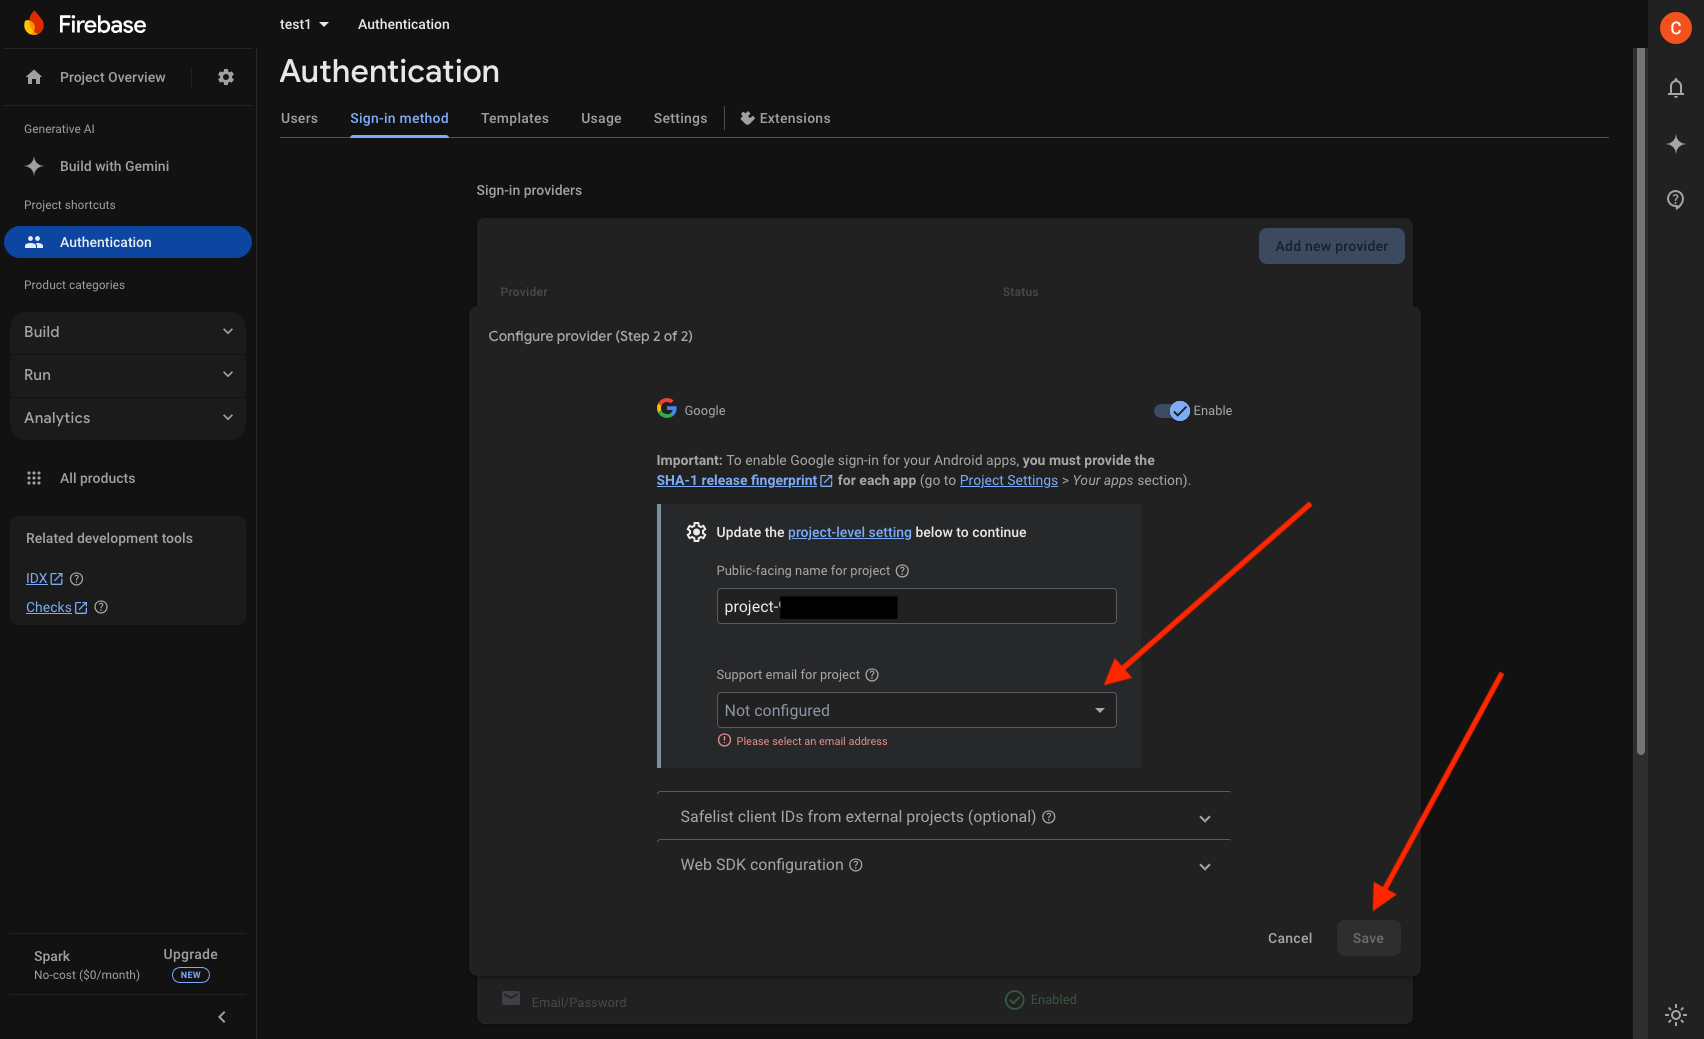 Firebase
test1
Authentication
C
Project Overview
Authentication
Users
Sign-in method
Templates
Usage
Settings
Extensions
Generative AI
Build with Gemini
Project shortcuts
Authentication
Product categories
Build
Run
Analytics
All products
Related development tools
IDX
Checks
Spark
No-cost ($0/month)
Upgrade
NEW
Sign-in providers
Add new provider
Provider
Status
Configure provider (Step 2 of 2)
Google
Enable
Important: To enable Google sign-in for your Android apps, you must provide the
SHA-1 release fingerprint for each app (go to Project Settings > Your apps section).
Update the project-level setting below to continue
Public-facing name for project
project-
Support email for project
Not configured
Please select an email address
Safelist client IDs from external projects (optional)
Web SDK configuration
Cancel
Save
Email/Password
Enabled